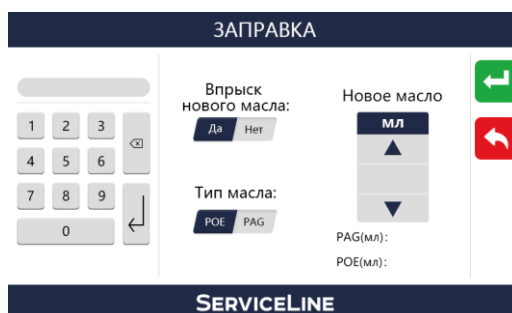 ЗАПРАВКА
1 2 3
4 5 6
7 8 9
0
Впрыск
нового масла:
Да Нет
Тип масла:
POE PAG
Новое масло
мл
PAG(мл):
POE(мл):
SERVICELINE